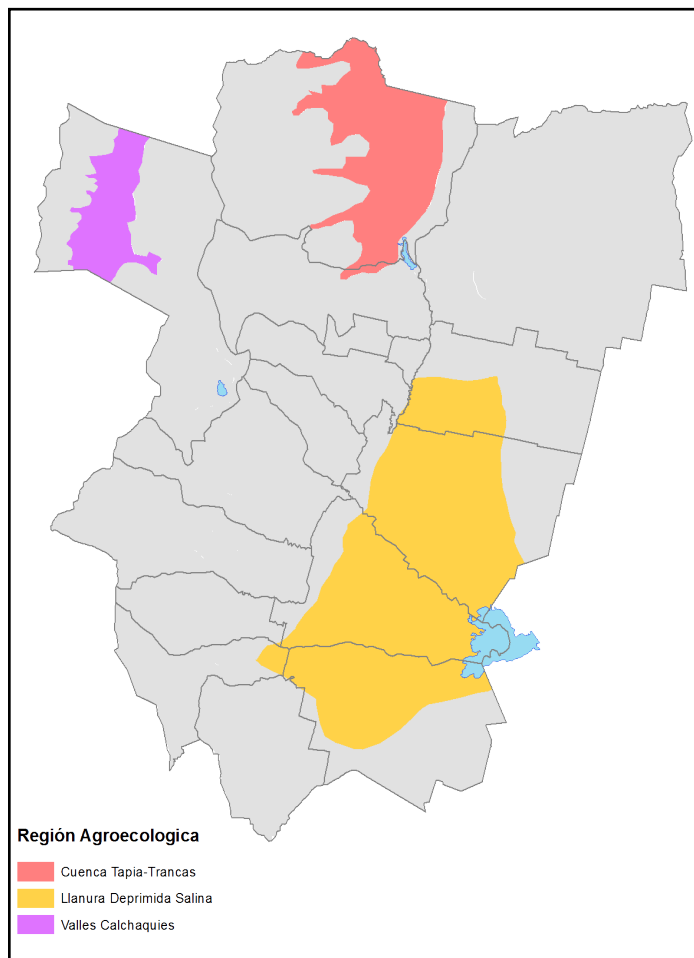 Región Agroecologica
Cuenca Tapia-Trancas
Llanura Deprimida Salina
Valles Calchaquies